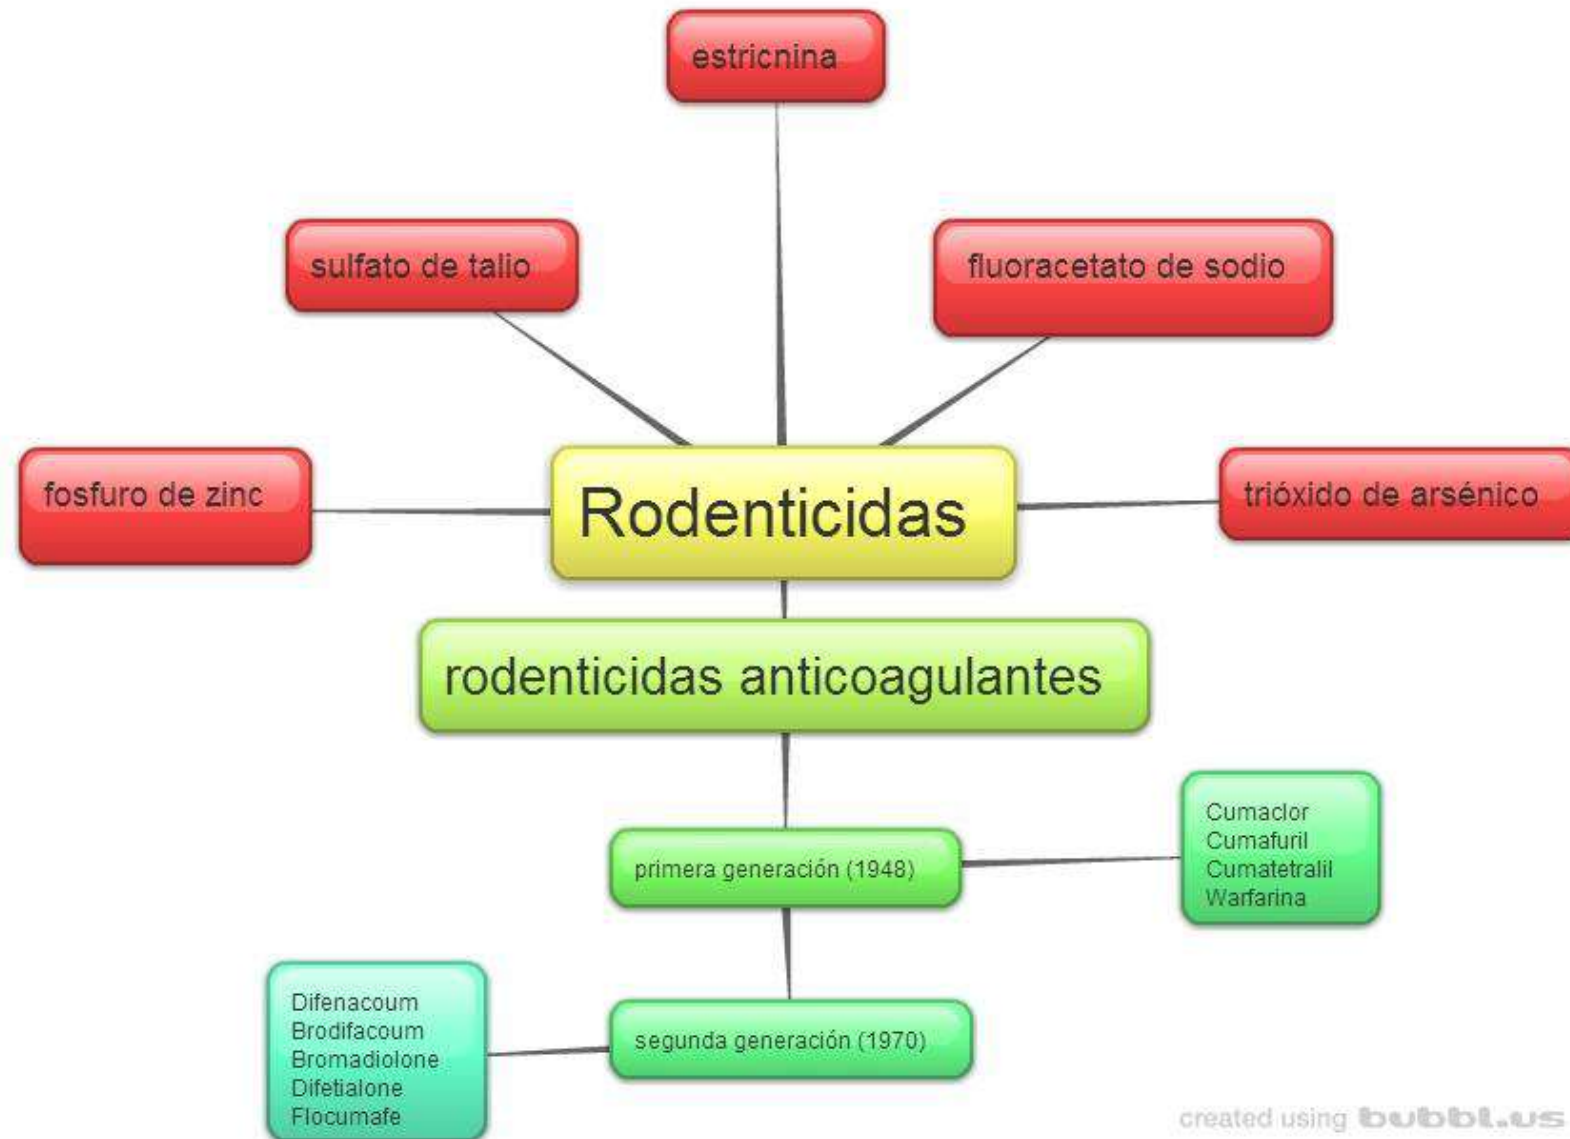 estricnina
sulfato de talio
fluoracetato de sodio
fosfuro de zinc
Rodenticidas
trióxido de arsénico
rodenticidas anticoagulantes
primera generación (1948)
Cumaclor
Cumafuril
Cumatetralil
Warfarina
segunda generación (1970)
Difenacoum
Brodifacoum
Bromadiolone
Difetialone
Flocumafe
created using bubbl.us